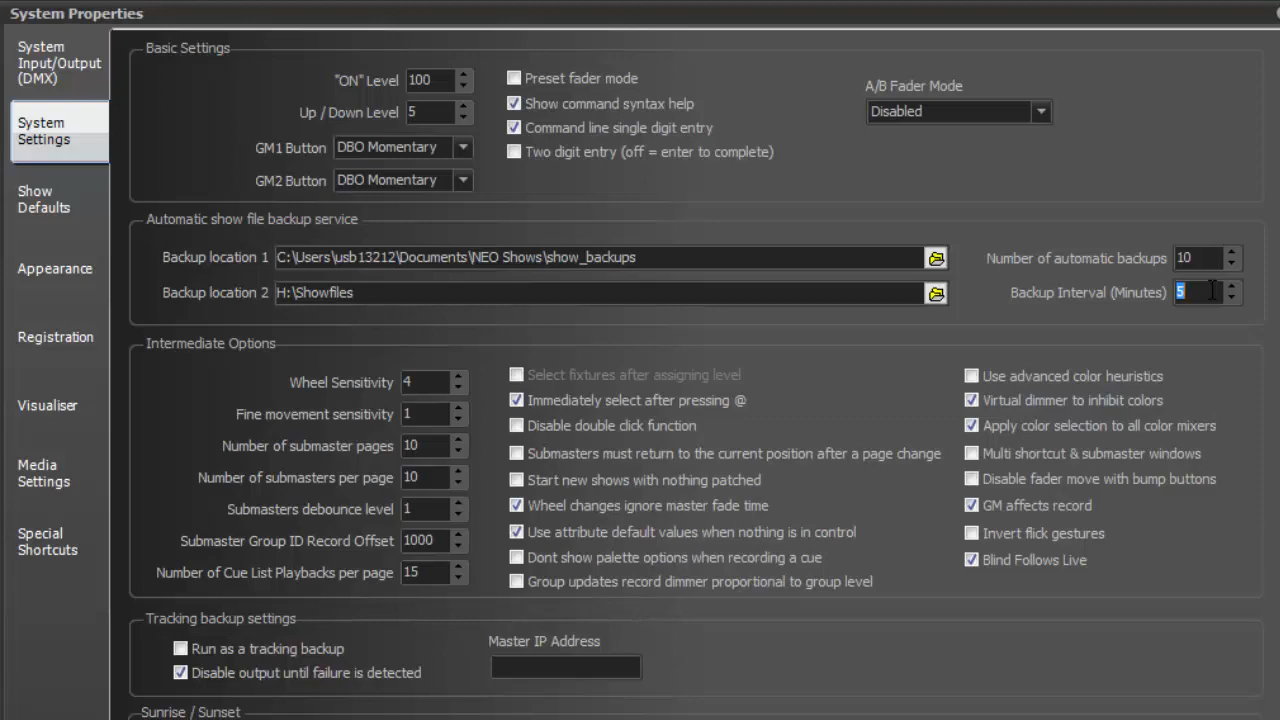 System Properties
System
Input/Output
(DMX)
System
Settings
Show
Defaults
Appearance
Registration
Visualiser
Media
Settings
Special
Shortcuts
Basic Settings
"ON" Level 100
Up / Down Level 5
GM1 Button DBO Momentary
GM2 Button DBO Momentary
Preset fader mode
Show command syntax help
Command line single digit entry
Two digit entry (off = enter to complete)
A/B Fader Mode
Disabled
Automatic show file backup service
Backup location 1 C:\Users\usb13212\Documents\NEO Shows\show_backups
Number of automatic backups 10
Backup location 2 H:\Showfiles
Backup Interval (Minutes) 5
Intermediate Options
Wheel Sensitivity 4
Fine movement sensitivity 1
Number of submaster pages 10
Number of submasters per page 10
Submasters debounce level 1
Submaster Group ID Record Offset 1000
Number of Cue List Playbacks per page 15
Select fixtures after assigning level
Immediately select after pressing @
Disable double click function
Submasters must return to the current position after a page change
Start new shows with nothing patched
Wheel changes ignore master fade time
Use attribute default values when nothing is in control
Dont show palette options when recording a cue
Group updates record dimmer proportional to group level
Use advanced color heuristics
Virtual dimmer to inhibit colors
Apply color selection to all color mixers
Multi shortcut & submaster windows
Disable fader move with bump buttons
GM affects record
Invert flick gestures
Blind Follows Live
Tracking backup settings
Run as a tracking backup
Disable output until failure is detected
Master IP Address
Sunrise / Sunset